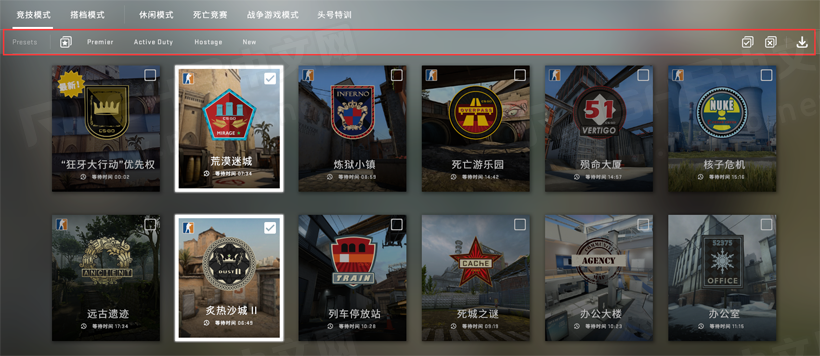 竞技模式 搭档模式 休闲模式 死亡竞赛 战争游戏模式 头号特训
Presets Premier Active Duty Hostage New
最新!
CS:GO
“狂牙大行动”优先权
等待时间 00:02
CS:GO
MIRAGE
荒漠迷城
等待时间 07:34
INFERNO
炼狱小镇
等待时间 08:55
OVERPASS
死亡游乐园
等待时间 14:42
51
VERTIGO
殒命大厦
等待时间 14:57
NUKE
核子危机
等待时间 15:16
ANCIENT
远古遗迹
等待时间 17:34
DUST II
炙热沙城 II
等待时间 06:45
TRAIN
列车停放站
等待时间 10:28
CAChE
死城之谜
等待时间 09:19
AGENCY
办公大楼
等待时间 10:23
OFFICE
办公室
等待时间 11:16